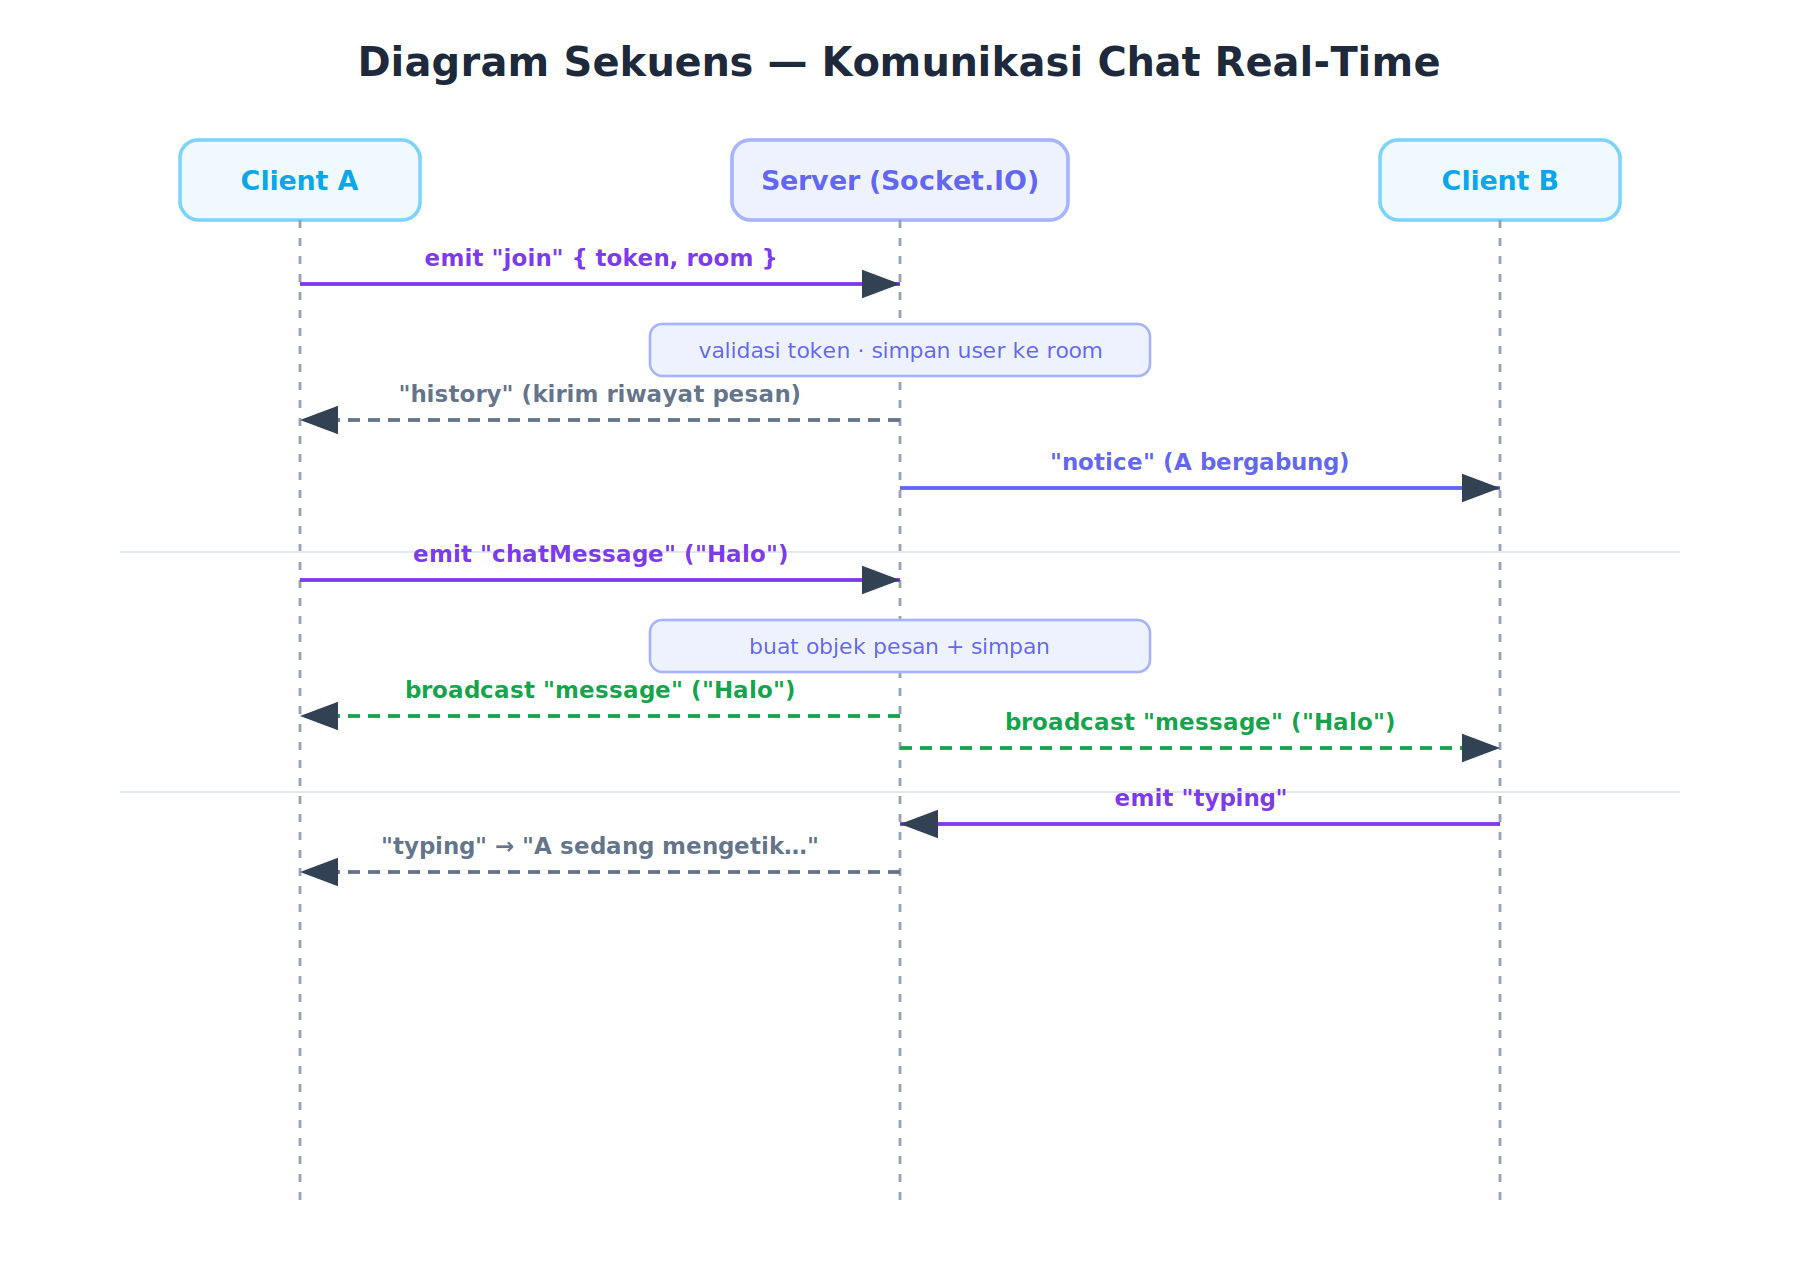 Diagram Sekuens — Komunikasi Chat Real-Time
Client A
Server (Socket.IO)
Client B
emit "join" { token, room }
validasi token · simpan user ke room
"history" (kirim riwayat pesan)
"notice" (A bergabung)
emit "chatMessage" ("Halo")
buat objek pesan + simpan
broadcast "message" ("Halo")
broadcast "message" ("Halo")
emit "typing"
"typing" → "A sedang mengetik…"